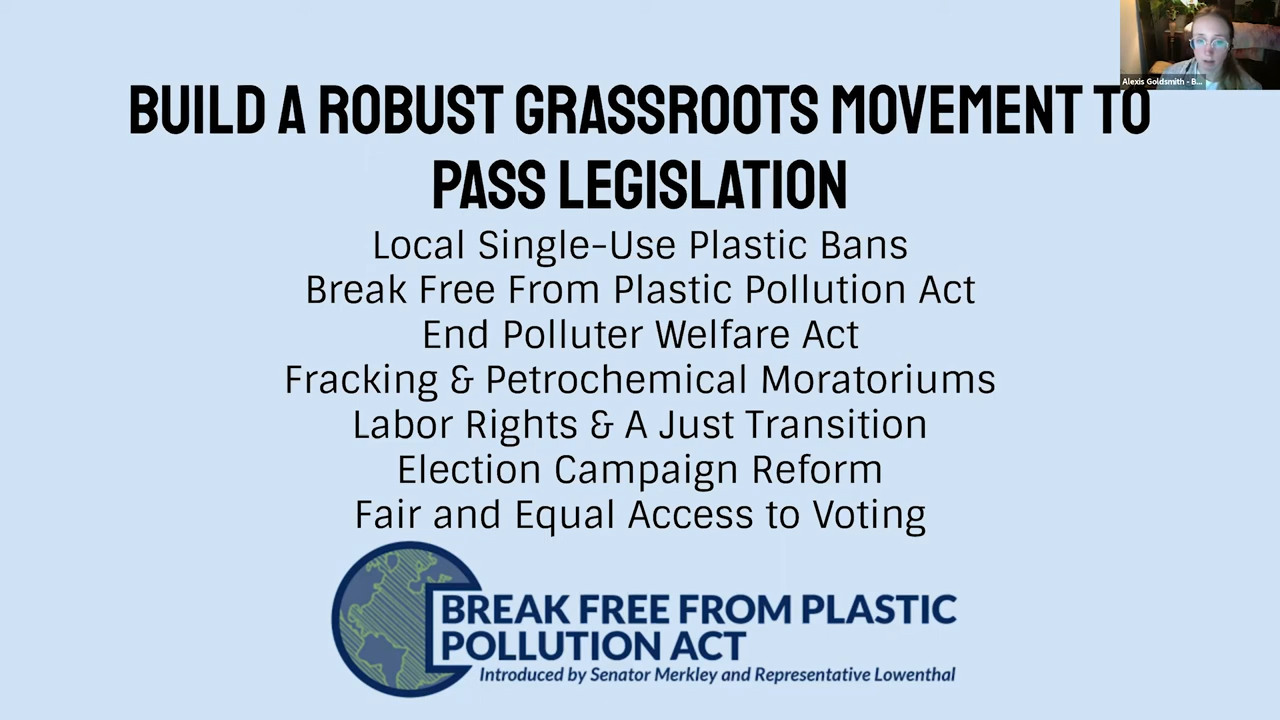 Alexis Goldsmith - B...
BUILD A ROBUST GRASSROOTS MOVEMENT TO
PASS LEGISLATION
Local Single-Use Plastic Bans
Break Free From Plastic Pollution Act
End Polluter Welfare Act
Fracking & Petrochemical Moratoriums
Labor Rights & A Just Transition
Election Campaign Reform
Fair and Equal Access to Voting
BREAK FREE FROM PLASTIC
POLLUTION ACT
Introduced by Senator Merkley and Representative Lowenthal